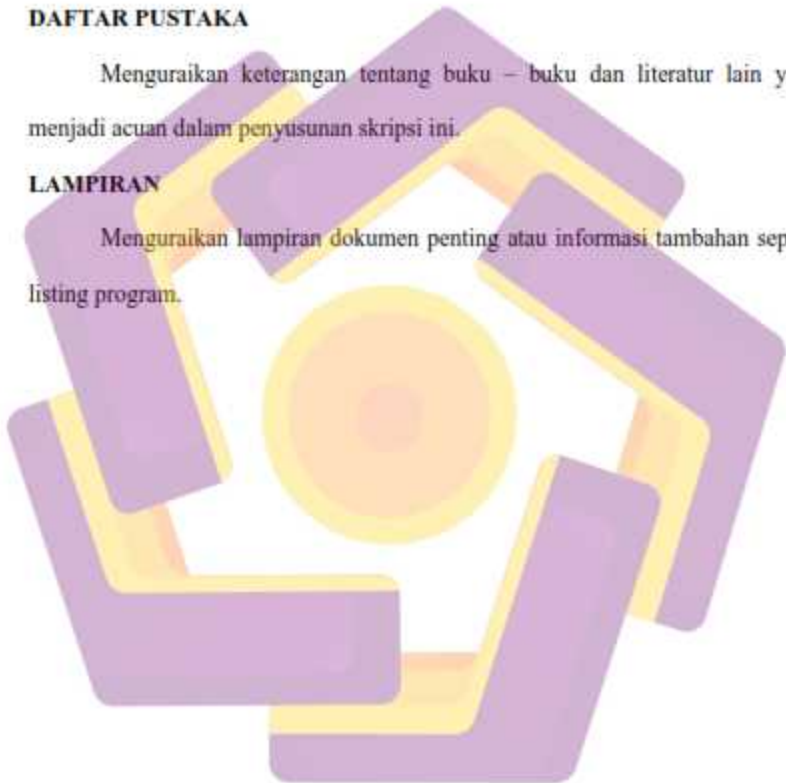 DAFTAR PUSTAKA
Menguraikan keterangan tentang buku – buku dan literatur lain y
menjadi acuan dalam penyusunan skripsi ini.
LAMPIRAN
Menguraikan lampiran dokumen penting atau informasi tambahan sep
listing program.